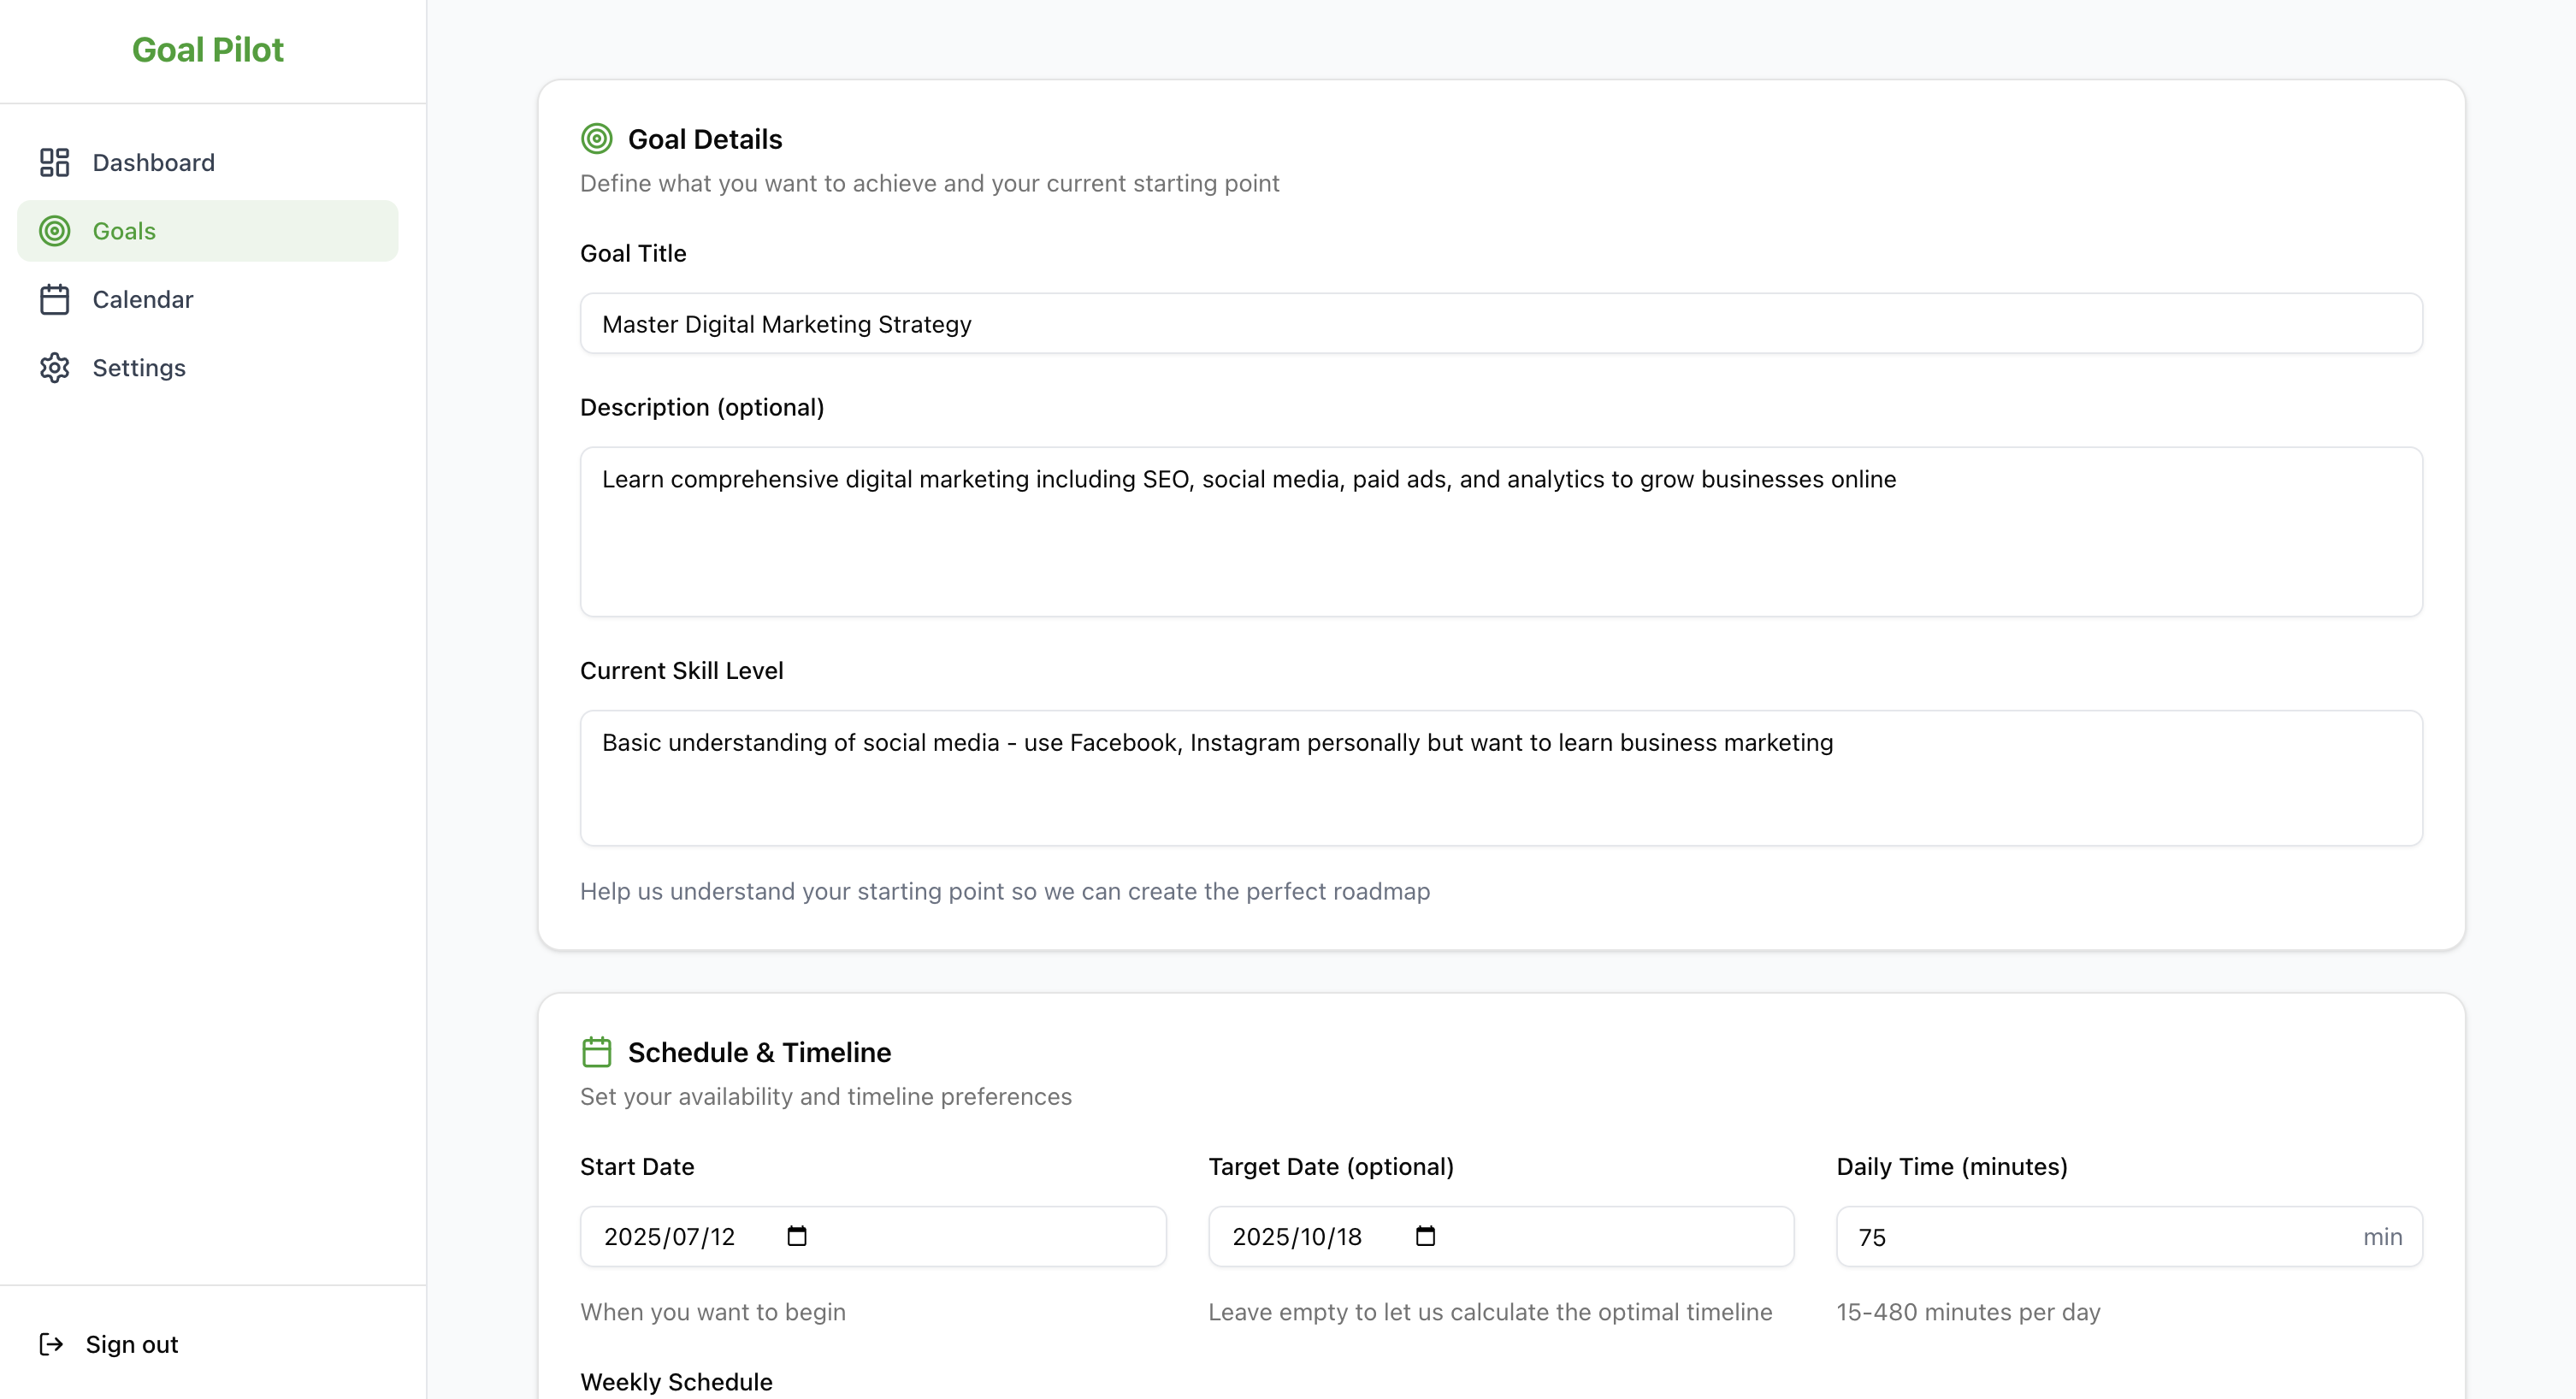 Goal Pilot
Dashboard
Goals
Calendar
Settings
Sign out
Goal Details
Define what you want to achieve and your current starting point
Goal Title
Master Digital Marketing Strategy
Description (optional)
Learn comprehensive digital marketing including SEO, social media, paid ads, and analytics to grow businesses online
Current Skill Level
Basic understanding of social media - use Facebook, Instagram personally but want to learn business marketing
Help us understand your starting point so we can create the perfect roadmap
Schedule & Timeline
Set your availability and timeline preferences
Start Date
2025/07/12
When you want to begin
Target Date (optional)
2025/10/18
Leave empty to let us calculate the optimal timeline
Daily Time (minutes)
75 min
15-480 minutes per day
Weekly Schedule